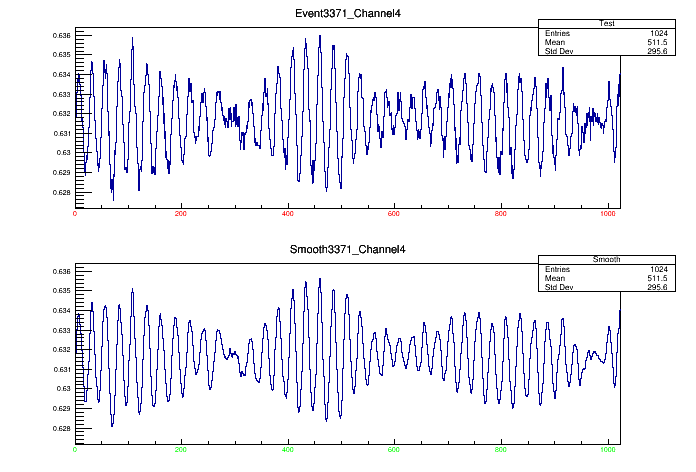 Event3371_Channel4
Test
Entries 1024
Mean 511.5
Std Dev 295.6
0.636
0.635
0.634
0.633
0.632
0.631
0.63
0.629
0.628
0 200 400 600 800 1000
Smooth3371_Channel4
Smooth
Entries 1024
Mean 511.5
Std Dev 295.6
0.636
0.635
0.634
0.633
0.632
0.631
0.63
0.629
0.628
0 200 400 600 800 1000